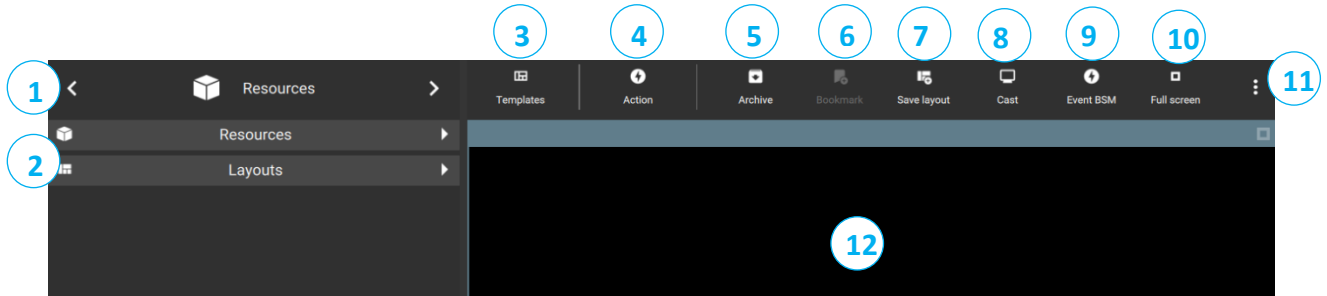 3 4 5 6 7 8 9 10
1 Resources 11
Templates Action Archive Bookmark Save layout Cast Event BSM Full screen
Resources
2 Layouts
12